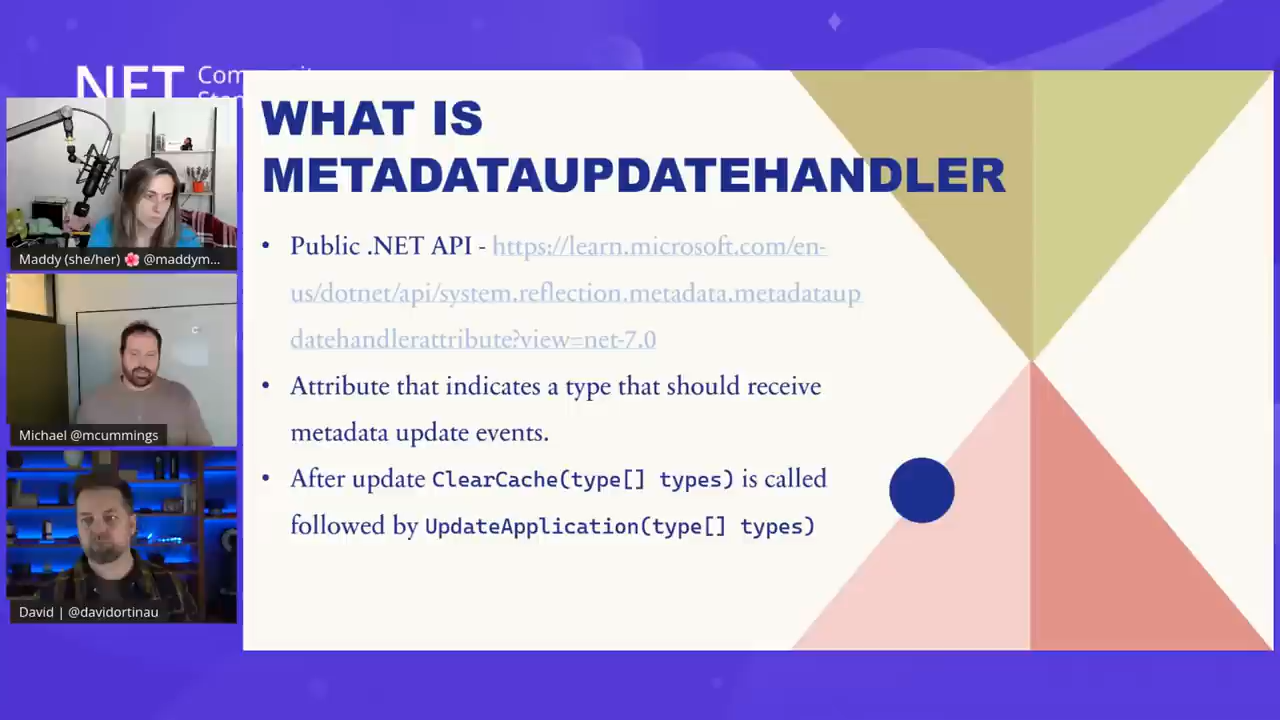 .NET
WHAT IS
METADATAUPDATEHANDLER
Maddy (she/her) 🌸 @maddym...
Michael @mcummings
David | @davidortinau
• Public .NET API - https://learn.microsoft.com/en-
us/dotnet/api/system.reflection.metadata.metadataup
datehandlerattribute?view=net-7.0
• Attribute that indicates a type that should receive
metadata update events.
• After update ClearCache(type[] types) is called
followed by UpdateApplication(type[] types)